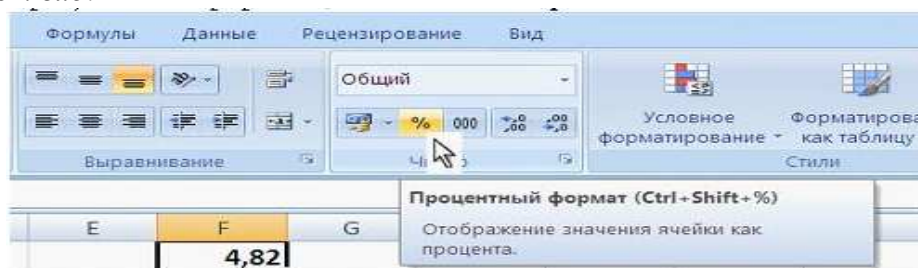 Формулы Данные Рецензирование Вид
Общий
% 000
Условное форматирование
Форматирова
как таблицу
Выравнивание
Стили
Процентный формат (Ctrl+Shift+%)
Отображение значения ячейки как
процента.
E F G
4,82